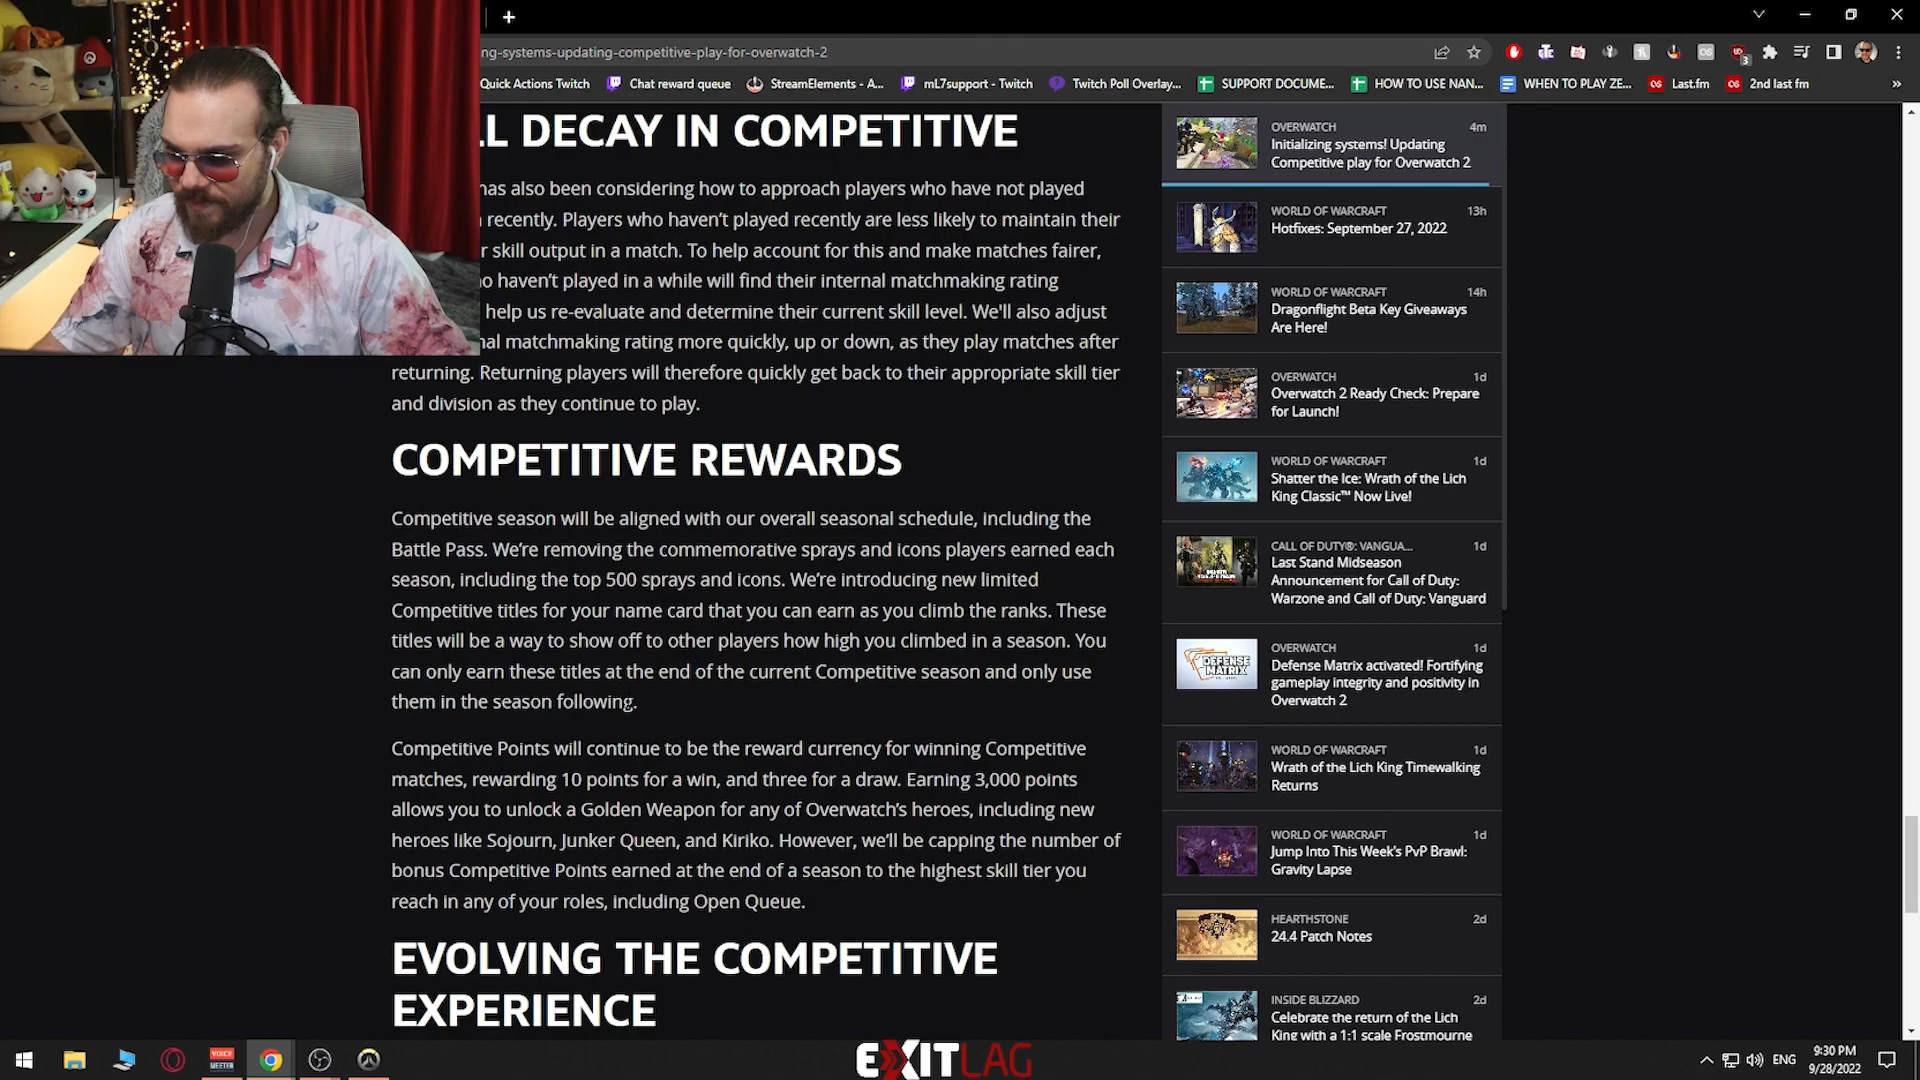 ng-systems-updating-competitive-play-for-overwatch-2
Quick Actions Twitch
Chat reward queue
StreamElements - A...
mL7support - Twitch
Twitch Poll Overlay...
SUPPORT DOCUME...
HOW TO USE NAN...
WHEN TO PLAY ZE...
Last.fm
2nd last fm
LL DECAY IN COMPETITIVE
has also been considering how to approach players who have not played
recently. Players who haven't played recently are less likely to maintain their
r skill output in a match. To help account for this and make matches fairer,
o haven't played in a while will find their internal matchmaking rating
help us re-evaluate and determine their current skill level. We'll also adjust
nal matchmaking rating more quickly, up or down, as they play matches after
returning. Returning players will therefore quickly get back to their appropriate skill tier
and division as they continue to play.
COMPETITIVE REWARDS
Competitive season will be aligned with our overall seasonal schedule, including the
Battle Pass. We're removing the commemorative sprays and icons players earned each
season, including the top 500 sprays and icons. We're introducing new limited
Competitive titles for your name card that you can earn as you climb the ranks. These
titles will be a way to show off to other players how high you climbed in a season. You
can only earn these titles at the end of the current Competitive season and only use
them in the season following.
Competitive Points will continue to be the reward currency for winning Competitive
matches, rewarding 10 points for a win, and three for a draw. Earning 3,000 points
allows you to unlock a Golden Weapon for any of Overwatch's heroes, including new
heroes like Sojourn, Junker Queen, and Kiriko. However, we'll be capping the number of
bonus Competitive Points earned at the end of a season to the highest skill tier you
reach in any of your roles, including Open Queue.
EVOLVING THE COMPETITIVE
EXPERIENCE
OVERWATCH 4m
Initializing systems! Updating
Competitive play for Overwatch 2
WORLD OF WARCRAFT 13h
Hotfixes: September 27, 2022
WORLD OF WARCRAFT 14h
Dragonflight Beta Key Giveaways
Are Here!
OVERWATCH 1d
Overwatch 2 Ready Check: Prepare
for Launch!
WORLD OF WARCRAFT 1d
Shatter the Ice: Wrath of the Lich
King Classic™ Now Live!
CALL OF DUTY®: VANGUA... 1d
Last Stand Midseason
Announcement for Call of Duty:
Warzone and Call of Duty: Vanguard
DEFENSE
MATRIX
OVERWATCH 1d
Defense Matrix activated! Fortifying
gameplay integrity and positivity in
Overwatch 2
WORLD OF WARCRAFT 1d
Wrath of the Lich King Timewalking
Returns
WORLD OF WARCRAFT 1d
Jump Into This Week's PvP Brawl:
Gravity Lapse
HEARTHSTONE 2d
24.4 Patch Notes
INSIDE BLIZZARD 2d
Celebrate the return of the Lich
King with a 1:1 scale Frostmourne
VOICE
MEETER
EXITLAG
ENG
9:30 PM
9/28/2022